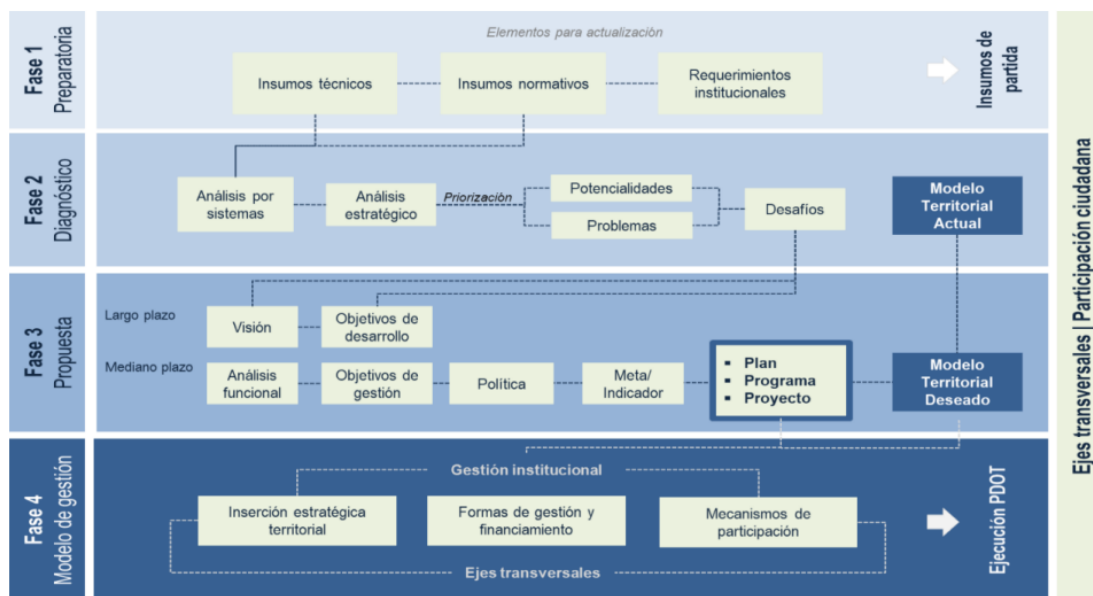 Fase 1
Preparatoria
Elementos para actualización
Insumos técnicos
Insumos normativos
Requerimientos
institucionales
Insumos de
partida
Fase 2
Diagnóstico
Análisis por
sistemas
Análisis
estratégico
Priorización
Potencialidades
Problemas
Desafíos
Modelo
Territorial
Actual
Fase 3
Propuesta
Largo plazo
Visión
Objetivos de
desarrollo
Mediano plazo
Análisis
funcional
Objetivos de
gestión
Política
Meta/
Indicador
▪ Plan
▪ Programa
▪ Proyecto
Modelo
Territorial
Deseado
Fase 4
Modelo de gestión
Gestión institucional
Inserción estratégica
territorial
Formas de gestión y
financiamiento
Mecanismos de
participación
Ejes transversales
Ejecución PDOT
Ejes transversales | Participación ciudadana